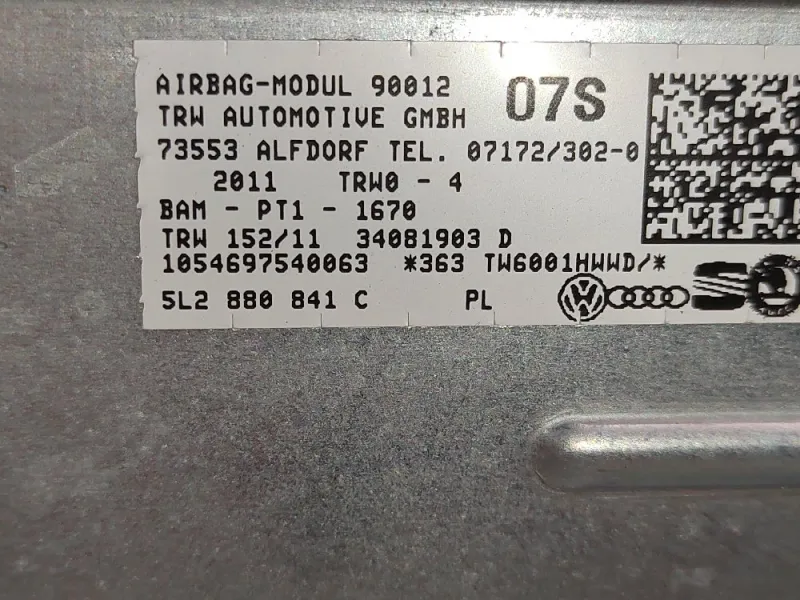 AIRBAG-MODUL 90012 07S
TRW AUTOMOTIVE GMBH
73553 ALFDORF TEL. 07172/302-0
2011 TRW0 - 4
BAM - PT1 - 1670
TRW 152/11 34081903 D
1054697540063 *363 TW6001HWWD/*
5L2 880 841 C PL